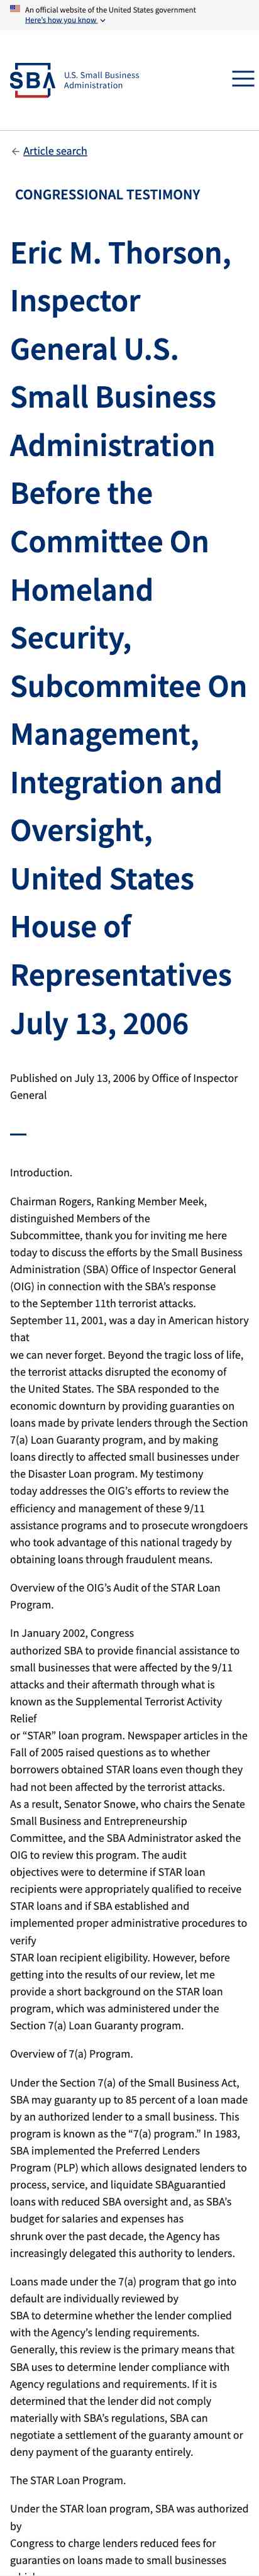 An official website of the United States government
Here's how you know
SBA
U.S. Small Business
Administration
Article search
CONGRESSIONAL TESTIMONY
Eric M. Thorson,
Inspector
General U.S.
Small Business
Administration
Before the
Committee On
Homeland
Security,
Subcommitee On
Management,
Integration and
Oversight,
United States
House of
Representatives
July 13, 2006
Published on July 13, 2006 by Office of Inspector
General
Introduction.
Chairman Rogers, Ranking Member Meek,
distinguished Members of the
Subcommittee, thank you for inviting me here
today to discuss the efforts by the Small Business
Administration (SBA) Office of Inspector General
(OIG) in connection with the SBA's response
to the September 11th terrorist attacks.
September 11, 2001, was a day in American history
that
we can never forget. Beyond the tragic loss of life,
the terrorist attacks disrupted the economy of
the United States. The SBA responded to the
economic downturn by providing guaranties on
loans made by private lenders through the Section
7(a) Loan Guaranty program, and by making
loans directly to affected small businesses under
the Disaster Loan program. My testimony
today addresses the OIG's efforts to review the
efficiency and management of these 9/11
assistance programs and to prosecute wrongdoers
who took advantage of this national tragedy by
obtaining loans through fraudulent means.
Overview of the OIG's Audit of the STAR Loan
Program.
In January 2002, Congress
authorized SBA to provide financial assistance to
small businesses that were affected by the 9/11
attacks and their aftermath through what is
known as the Supplemental Terrorist Activity
Relief
or “STAR” loan program. Newspaper articles in the
Fall of 2005 raised questions as to whether
borrowers obtained STAR loans even though they
had not been affected by the terrorist attacks.
As a result, Senator Snowe, who chairs the Senate
Small Business and Entrepreneurship
Committee, and the SBA Administrator asked the
OIG to review this program. The audit
objectives were to determine if STAR loan
recipients were appropriately qualified to receive
STAR loans and if SBA established and
implemented proper administrative procedures to
verify
STAR loan recipient eligibility. However, before
getting into the results of our review, let me
provide a short background on the STAR loan
program, which was administered under the
Section 7(a) Loan Guaranty program.
Overview of 7(a) Program.
Under the Section 7(a) of the Small Business Act,
SBA may guaranty up to 85 percent of a loan made
by an authorized lender to a small business. This
program is known as the “7(a) program.” In 1983,
SBA implemented the Preferred Lenders
Program (PLP) which allows designated lenders to
process, service, and liquidate SBAguarantied
loans with reduced SBA oversight and, as SBA's
budget for salaries and expenses has
shrunk over the past decade, the Agency has
increasingly delegated this authority to lenders.
Loans made under the 7(a) program that go into
default are individually reviewed by
SBA to determine whether the lender complied
with the Agency's lending requirements.
Generally, this review is the primary means that
SBA uses to determine lender compliance with
Agency regulations and requirements. If it is
determined that the lender did not comply
materially with SBA's regulations, SBA can
negotiate a settlement of the guaranty amount or
deny payment of the guaranty entirely.
The STAR Loan Program.
Under the STAR loan program, SBA was authorized
by
Congress to charge lenders reduced fees for
guaranties on loans made to small businesses